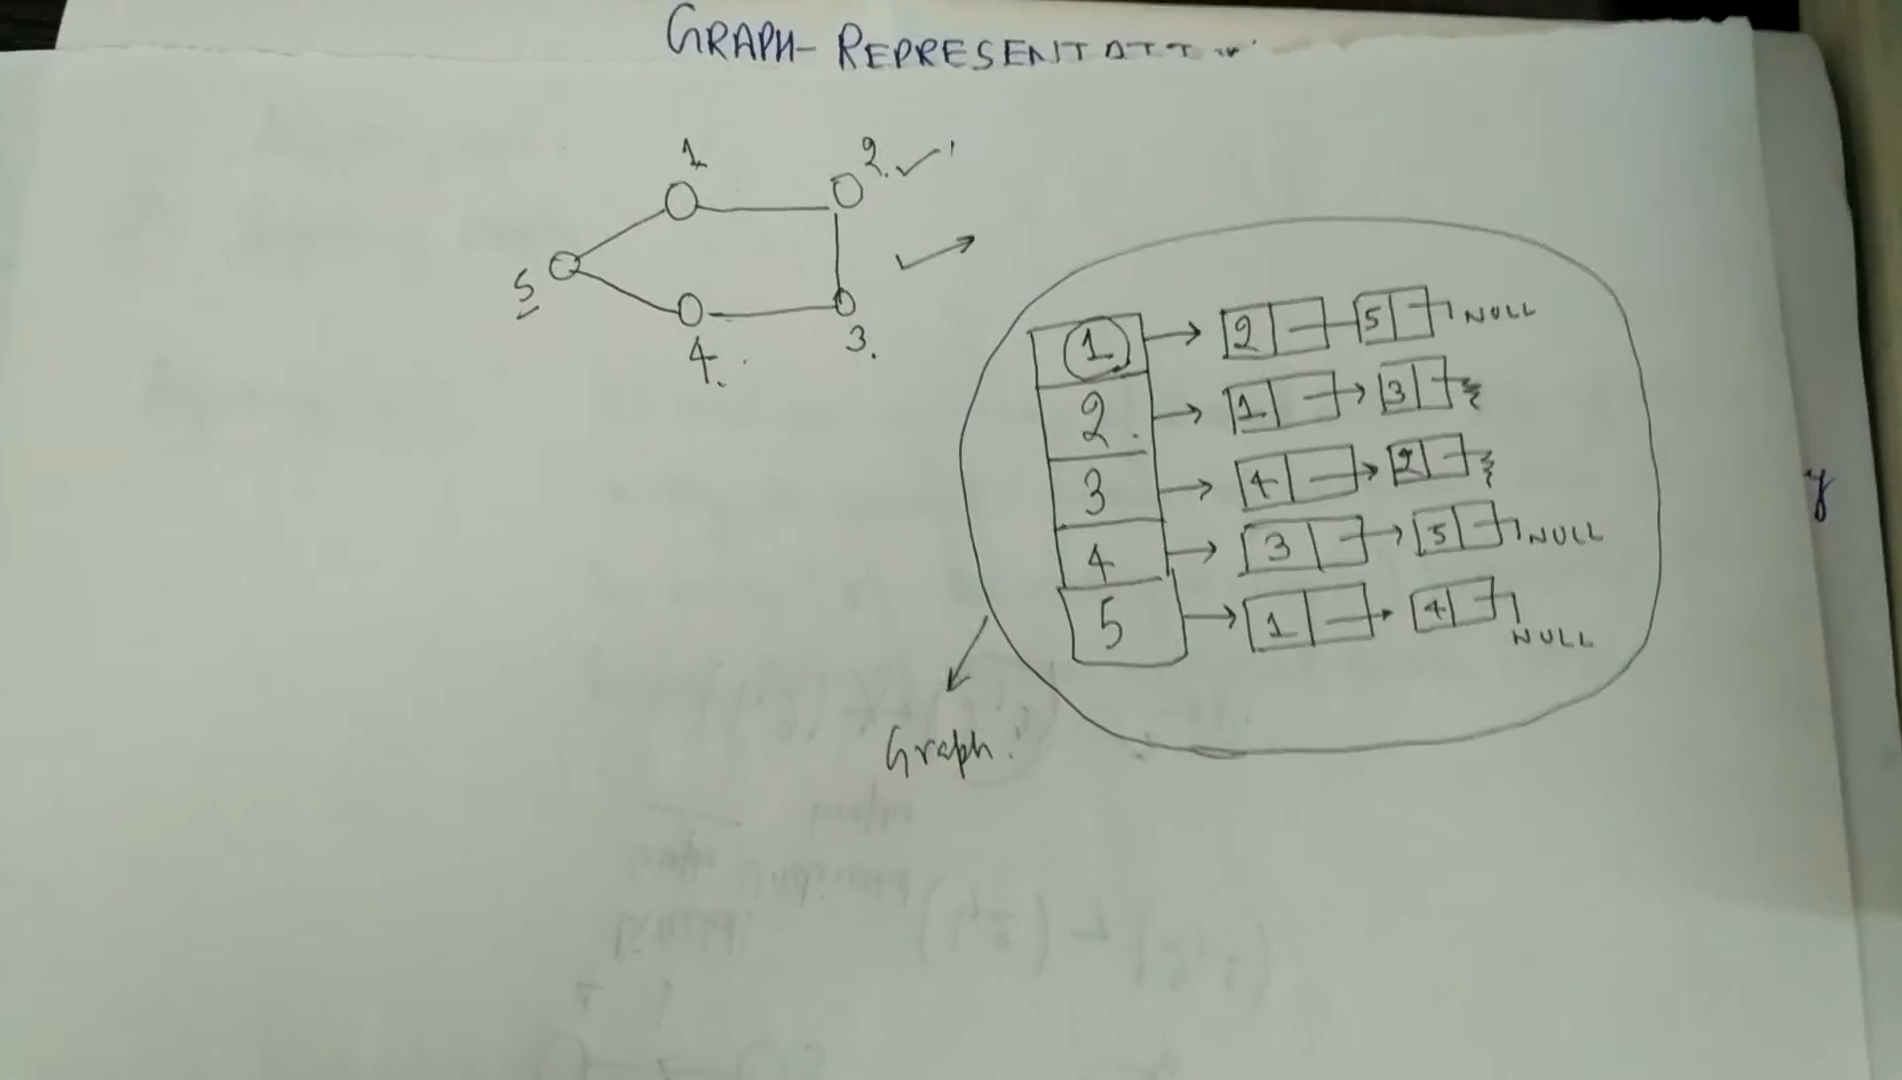 GRAPH- REPRESENTATI
1
2.
5
4.
3.
1 2 5 NULL
2. 1 3
3 4 2
4 3 5 NULL
5 1 4 NULL
Graph.
y